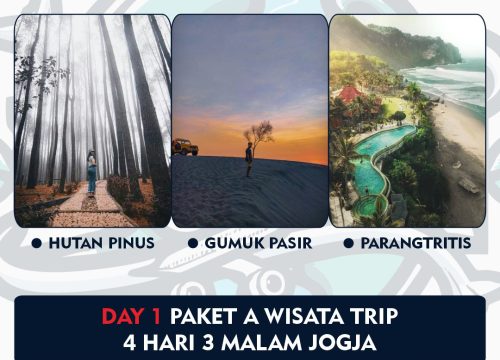 ● HUTAN PINUS ● GUMUK PASIR ● PARANGTRITIS
DAY 1 PAKET A WISATA TRIP
4 HARI 3 MALAM JOGJA